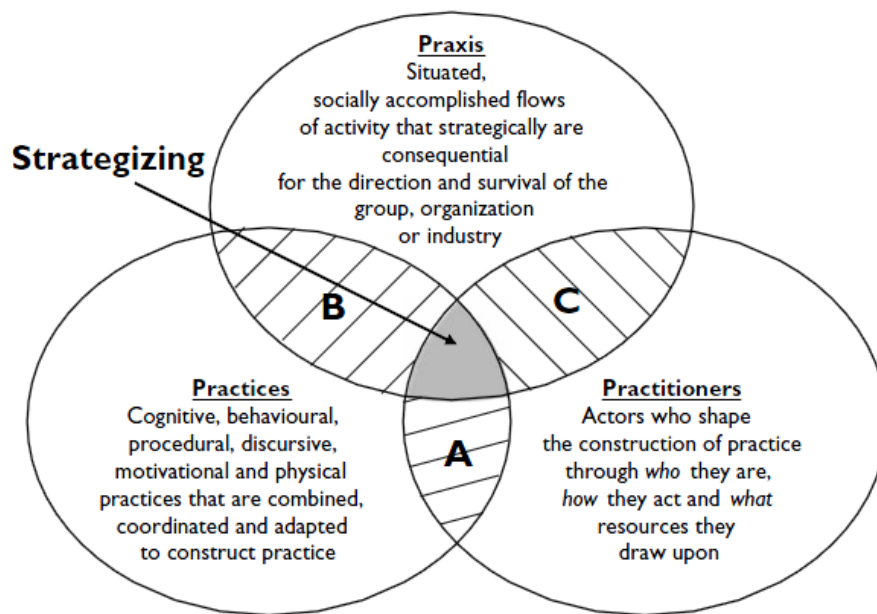 Praxis
Situated,
socially accomplished flows
of activity that strategically are
consequential
for the direction and survival of the
group, organization
or industry
Strategizing
B
C
Practices
Cognitive, behavioural,
procedural, discursive,
motivational and physical
practices that are combined,
coordinated and adapted
to construct practice
A
Practitioners
Actors who shape
the construction of practice
through who they are,
how they act and what
resources they
draw upon